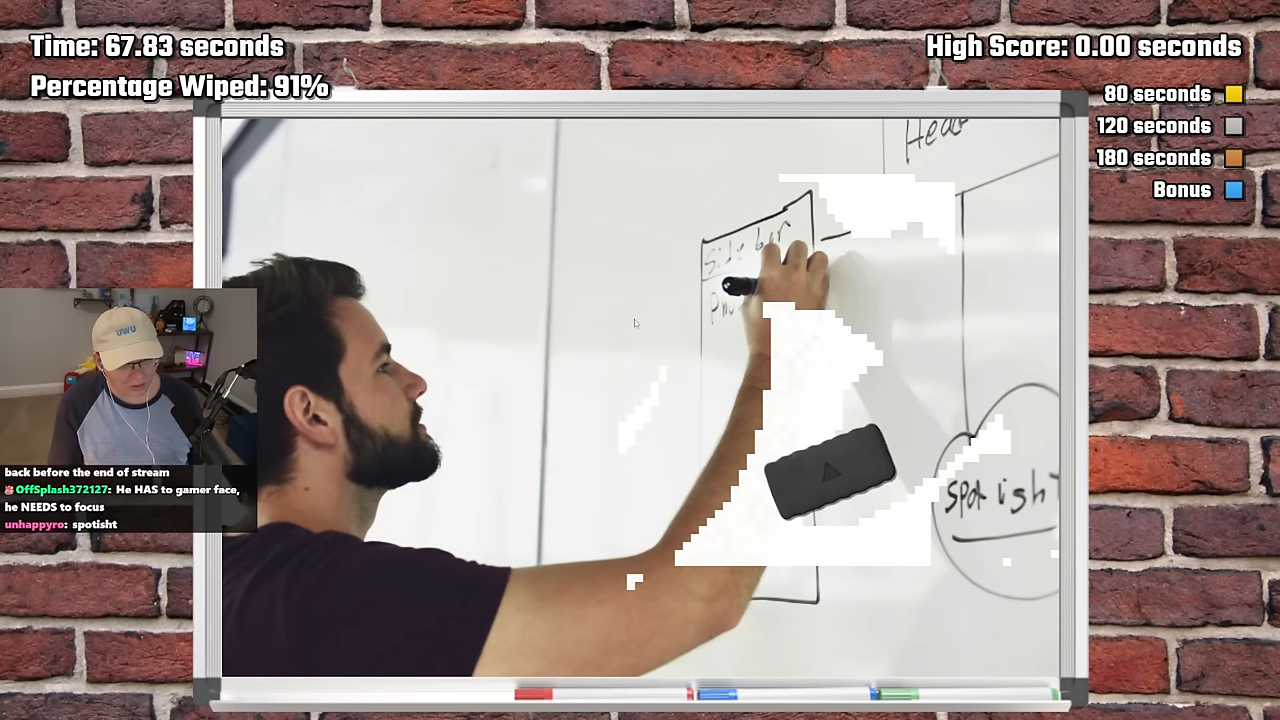 Time: 67.83 seconds
Percentage Wiped: 91%
High Score: 0.00 seconds
80 seconds
120 seconds
180 seconds
Bonus
Side bar
UWU
back before the end of stream
OffSplash372127: He HAS to gamer face,
he NEEDS to focus
unhappyro: spotisht